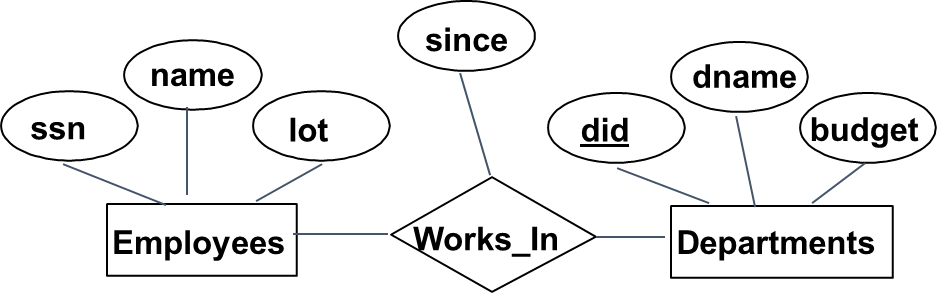 since
name
dname
ssn
lot
did
budget
Employees
Works_In
Departments